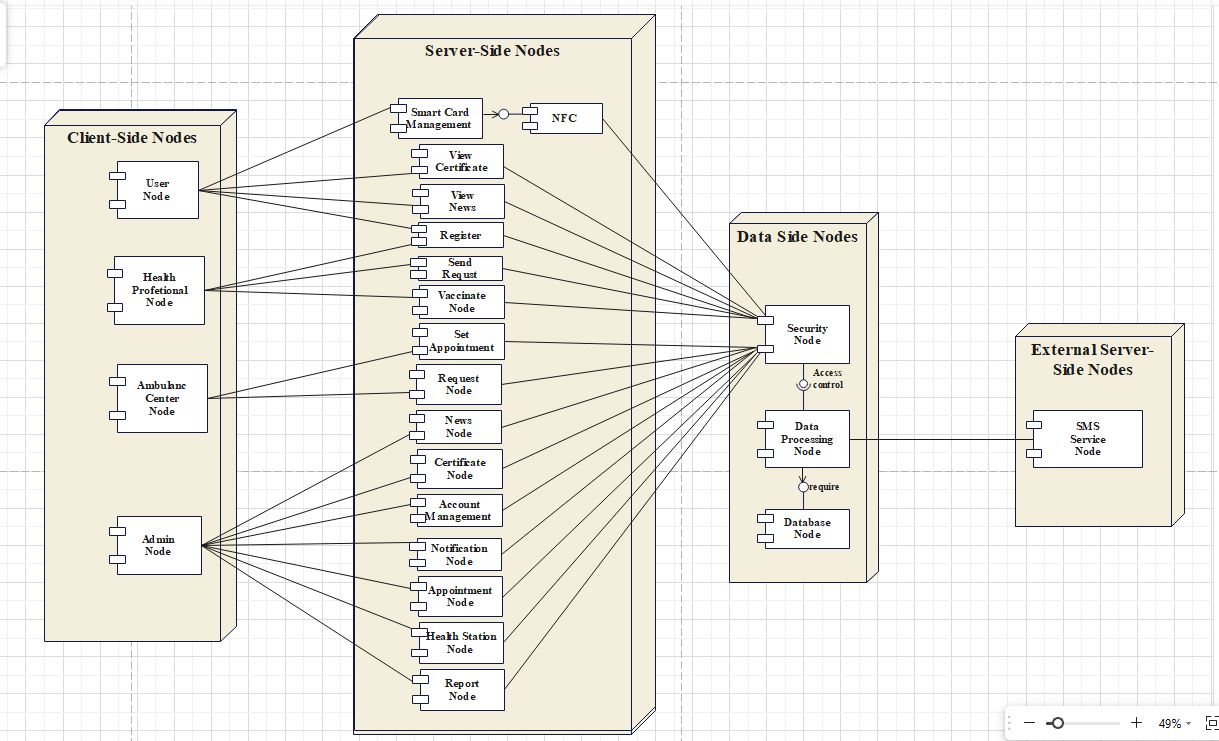 Server-Side Nodes
Smart Card
Management
NFC
View
Certificate
View
News
Register
Send
Requst
Vaccinate
Node
Set
Appointment
Request
Node
News
Node
Certificate
Node
Account
Management
Notification
Node
Appointment
Node
Health Station
Node
Report
Node
Client-Side Nodes
User
Node
Health
Profetional
Node
Ambulanc
Center
Node
Admin
Node
Data Side Nodes
Security
Node
Access
control
Data
Processing
Node
require
Database
Node
External Server-
Side Nodes
SMS
Service
Node
49%